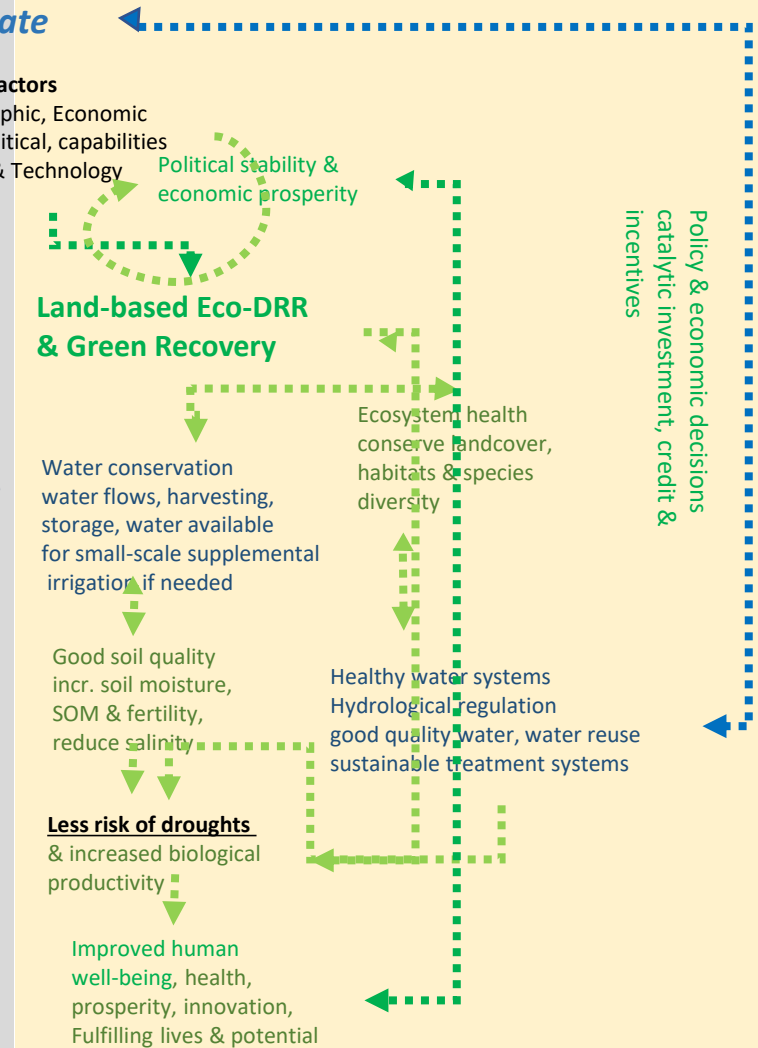 ate
actors
phic, Economic
itical, capabilities
& Technology
Political stability &
economic prosperity
Policy & economic decisions
catalytic investment, credit &
incentives
Land-based Eco-DRR
& Green Recovery
Ecosystem health
conserve landcover,
habitats & species
diversity
Water conservation
water flows, harvesting,
storage, water available
for small-scale supplemental
irrigation if needed
Good soil quality
incr. soil moisture,
SOM & fertility,
reduce salinity
Healthy water systems
Hydrological regulation
good quality water, water reuse
sustainable treatment systems
Less risk of droughts
& increased biological
productivity
Improved human
well-being, health,
prosperity, innovation,
Fulfilling lives & potential